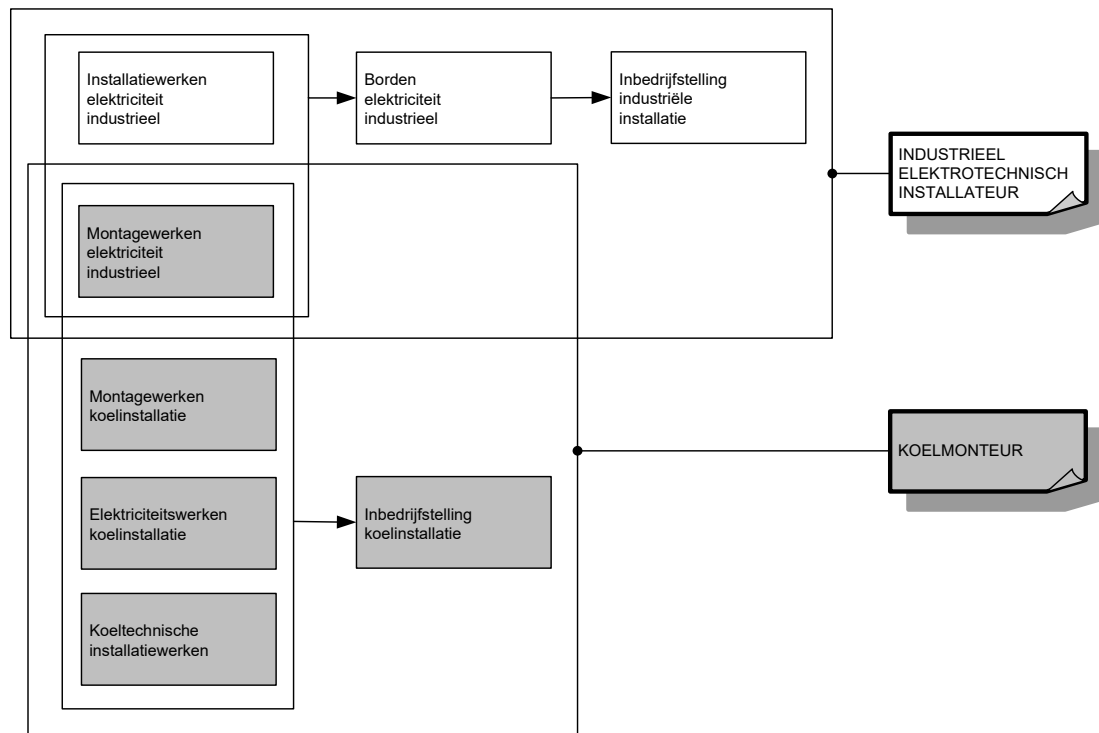 Installatiewerken
elektriciteit
industrieel
Borden
elektriciteit
industrieel
Inbedrijfstelling
industriële
installatie
INDUSTRIEEL
ELEKTROTECHNISCH
INSTALLATEUR
Montagewerken
elektriciteit
industrieel
Montagewerken
koelinstallatie
KOELMONTEUR
Elektriciteitswerken
koelinstallatie
Inbedrijfstelling
koelinstallatie
Koeltechnische
installatiewerken